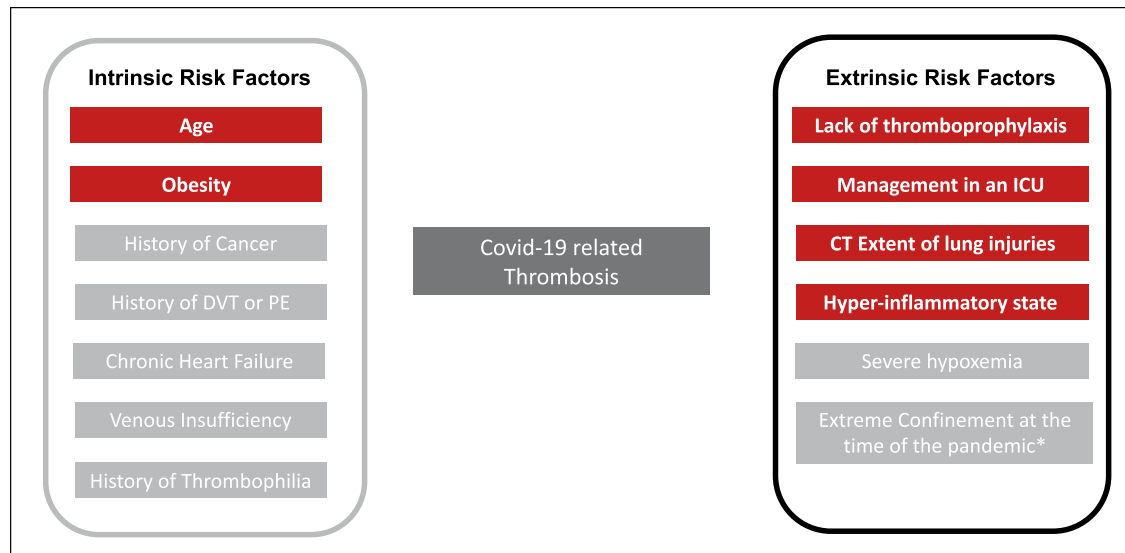 Intrinsic Risk Factors
Age
Obesity
History of Cancer
History of DVT or PE
Chronic Heart Failure
Venous Insufficiency
History of Thrombophilia
Covid-19 related
Thrombosis
Extrinsic Risk Factors
Lack of thromboprophylaxis
Management in an ICU
CT Extent of lung injuries
Hyper-inflammatory state
Severe hypoxemia
Extreme Confinement at the
time of the pandemic*